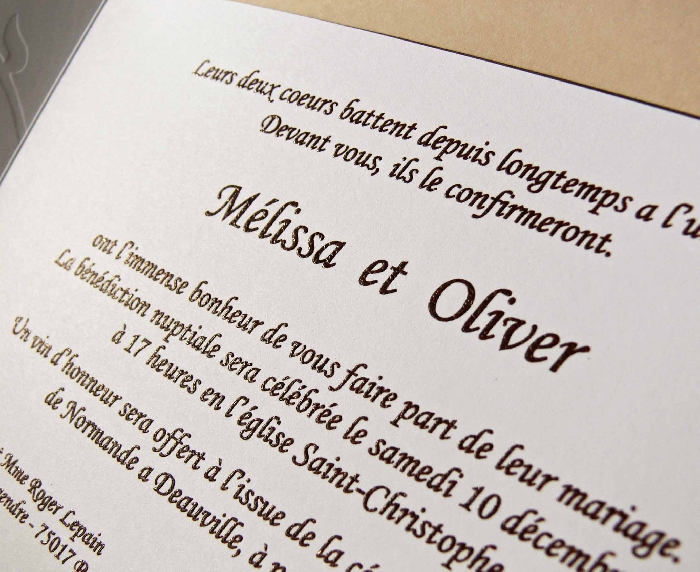 Leurs deux coeurs battent depuis longtemps a l'u
Devant vous, ils le confirmeront.
Mélissa et Oliver
ont l'immense bonheur de vous faire part de leur mariage.
La bénédiction nuptiale sera célébrée le samedi 10 décemb
à 17 heures en l'église Saint-Christophe
Un vin d'honneur sera offert à l'issue de la cé
de Normande a Deauville, à
Mme Roger Lepain
endre - 75017